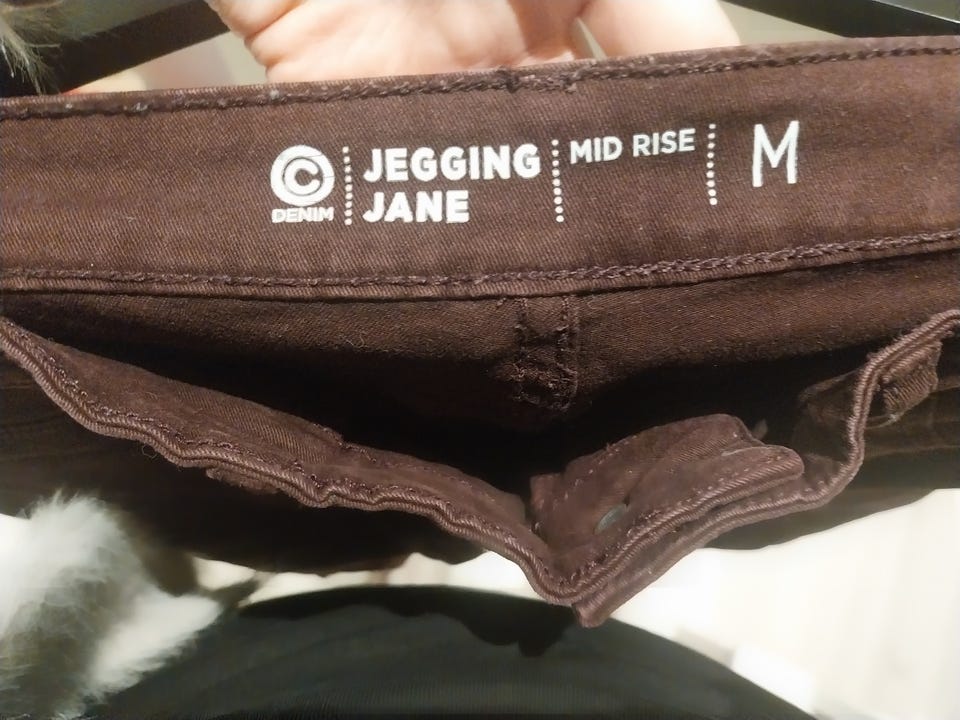 © DENIM
JEGGING
JANE
MID RISE
M